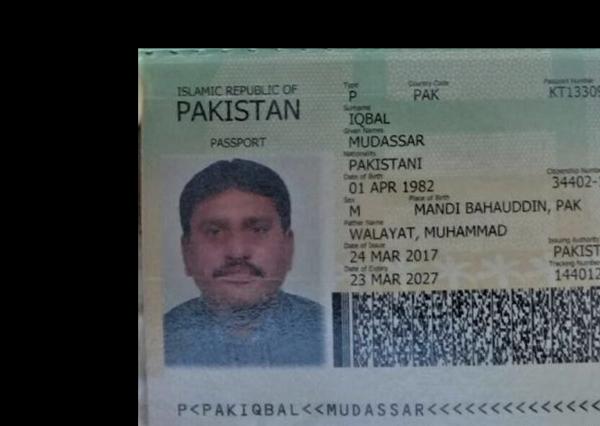 ISLAMIC REPUBLIC OF
PAKISTAN
PASSPORT
Type Country Code Passport Number
P PAK KT1330
Surname
IQBAL
Given Names
MUDASSAR
Nationality
PAKISTANI
Date of Birth Citizenship Numb
01 APR 1982 34402-
Sex Place of Birth
M MANDI BAHAUDDIN, PAK
Father Name
WALAYAT, MUHAMMAD
Date of Issue Issuing Authority
24 MAR 2017 PAKIST
Date of Expiry Tracking Number
23 MAR 2027 144012
P<PAKIQBAL<<MUDASSAR<<<<<<<<<<<<<<<<